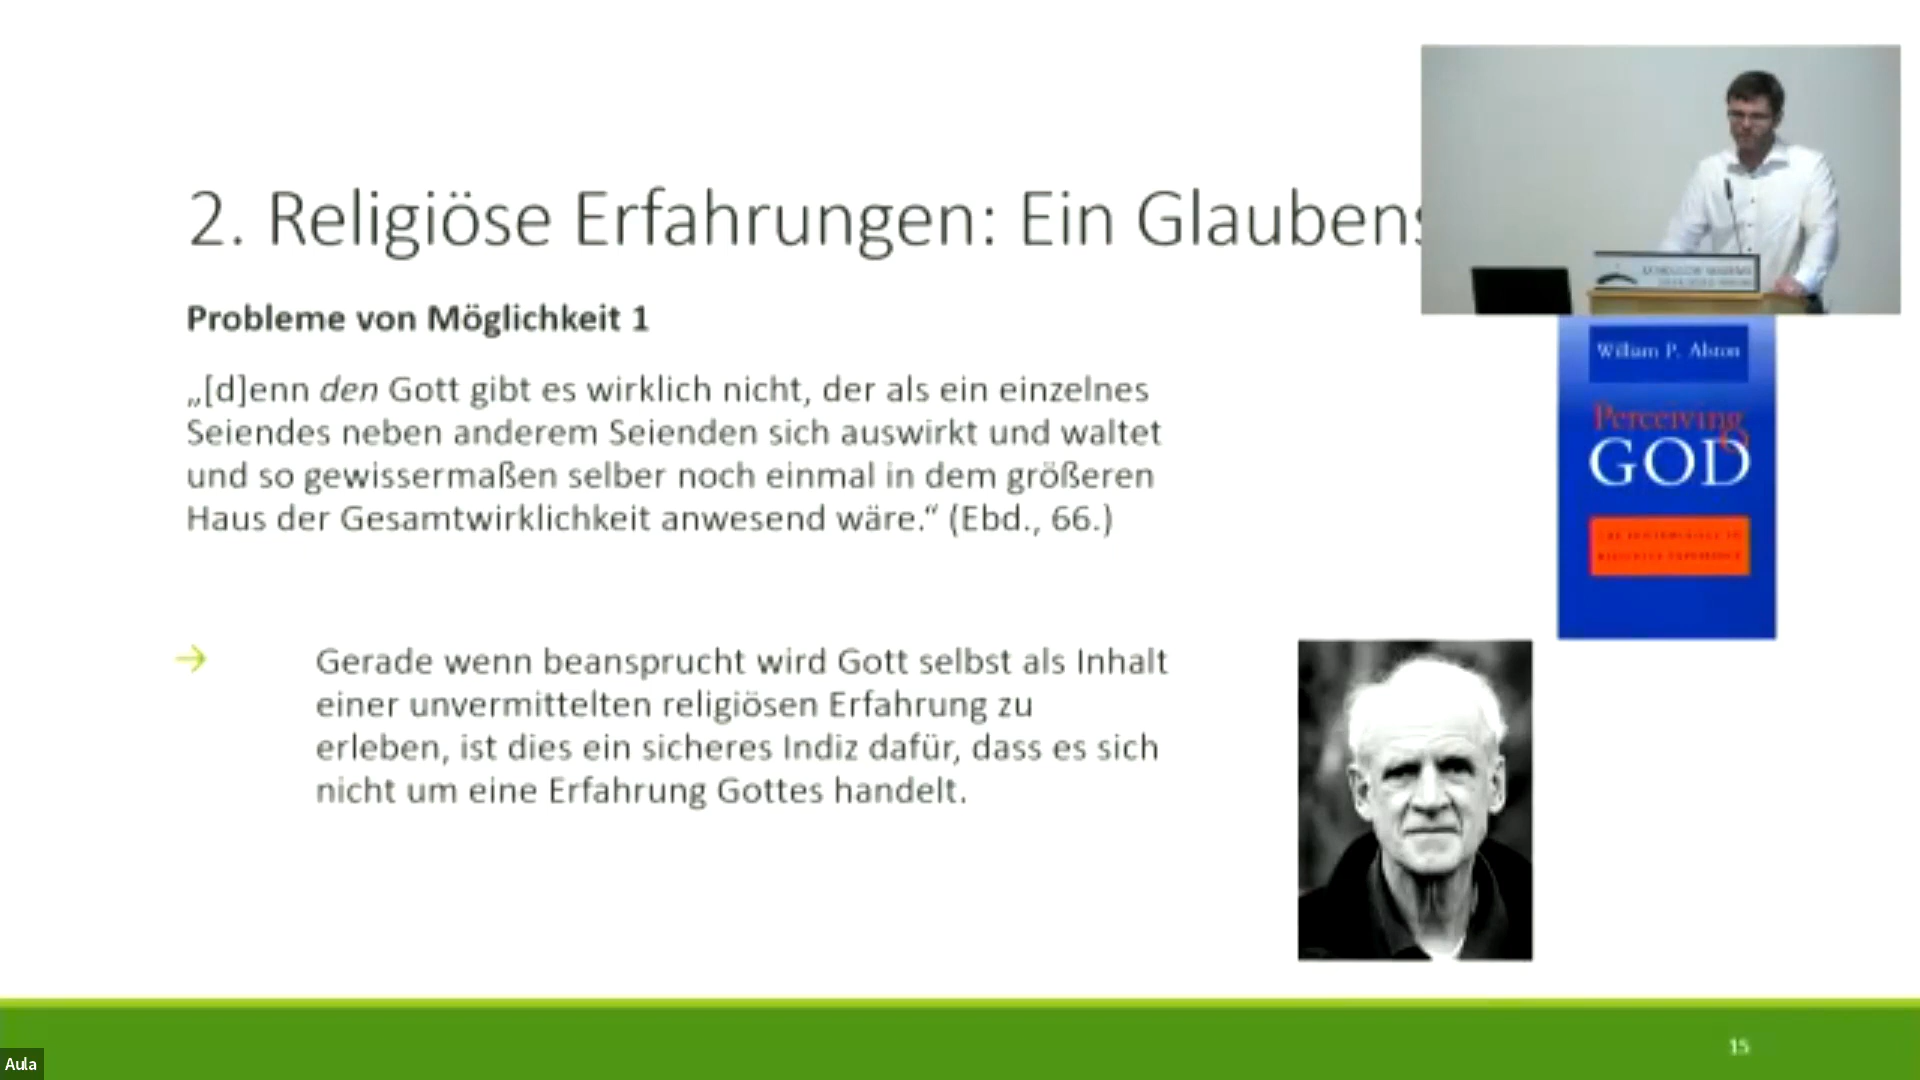 2. Religiöse Erfahrungen: Ein Glaubens
Probleme von Möglichkeit 1
„[d]enn den Gott gibt es wirklich nicht, der als ein einzelnes
Seiendes neben anderem Seienden sich auswirkt und waltet
und so gewissermaßen selber noch einmal in dem größeren
Haus der Gesamtwirklichkeit anwesend wäre.“ (Ebd., 66.)
→ Gerade wenn beansprucht wird Gott selbst als Inhalt
einer unvermittelten religiösen Erfahrung zu
erleben, ist dies ein sicheres Indiz dafür, dass es sich
nicht um eine Erfahrung Gottes handelt.
William P. Alston
Perceiving
GOD
15
Aula